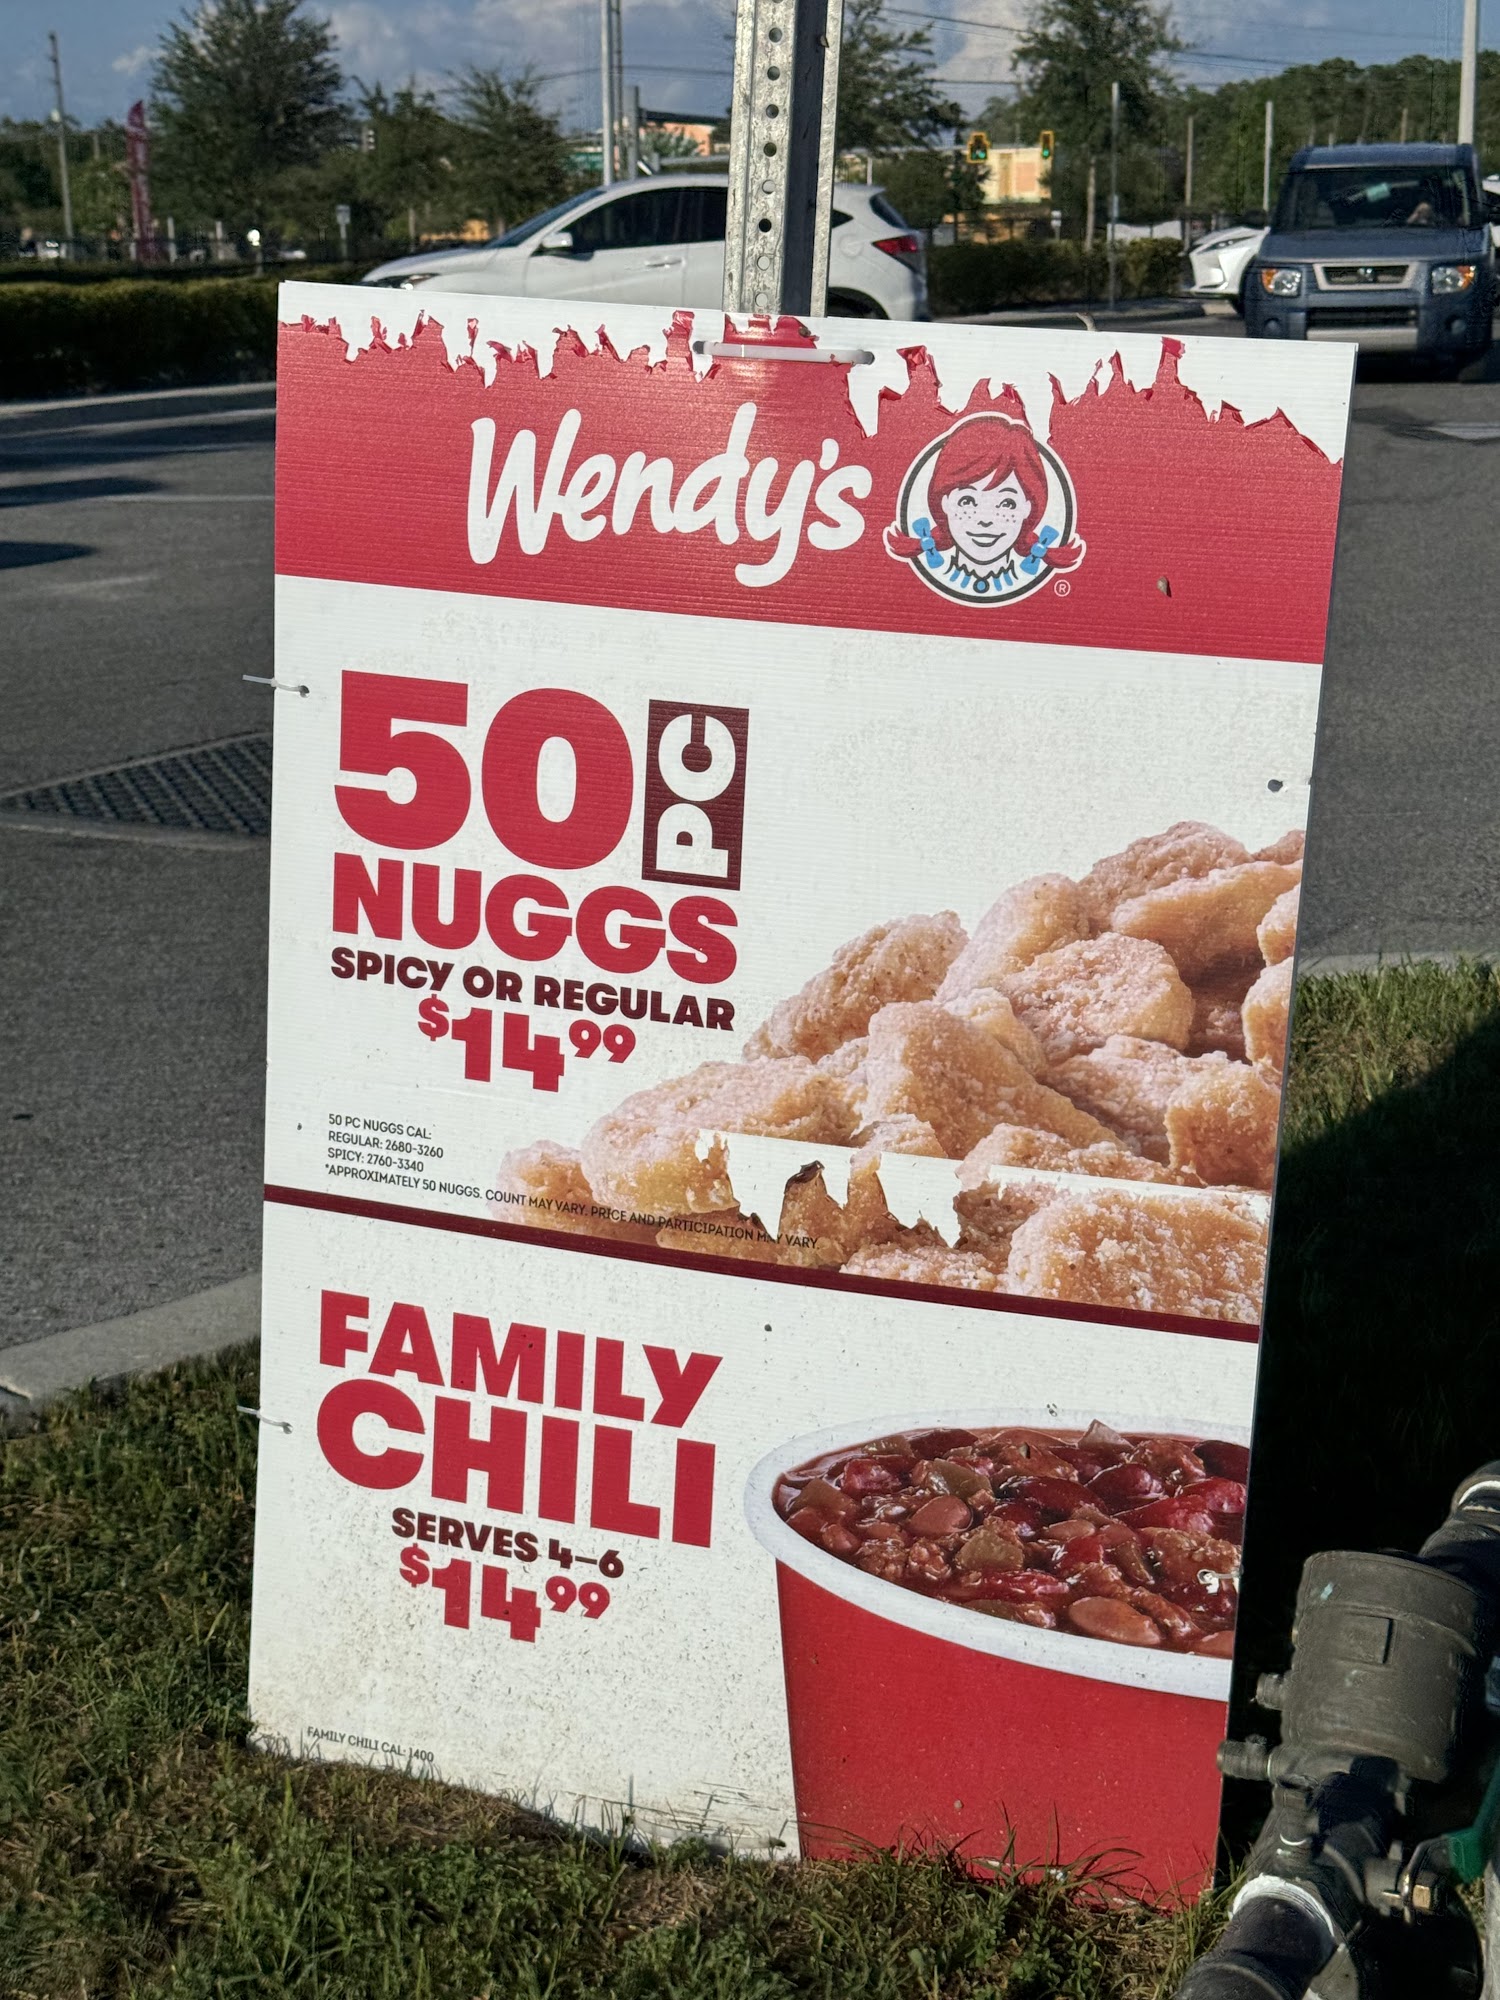 Wendy's
®
50 PC
NUGGS
SPICY OR REGULAR
$14.99
50 PC NUGGS CAL:
REGULAR: 2680-3260
SPICY: 2760-3340
*APPROXIMATELY 50 NUGGS. COUNT MAY VARY. PRICE AND PARTICIPATION MAY VARY.
FAMILY
CHILI
SERVES 4–6
$14.99
FAMILY CHILI CAL: 1400